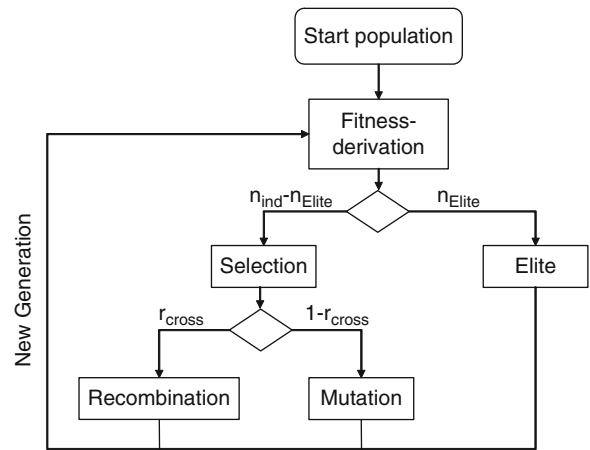 Start population
Fitness-
derivation
n_ind-n_Elite
n_Elite
Selection
Elite
r_cross
1-r_cross
Recombination
Mutation
New Generation